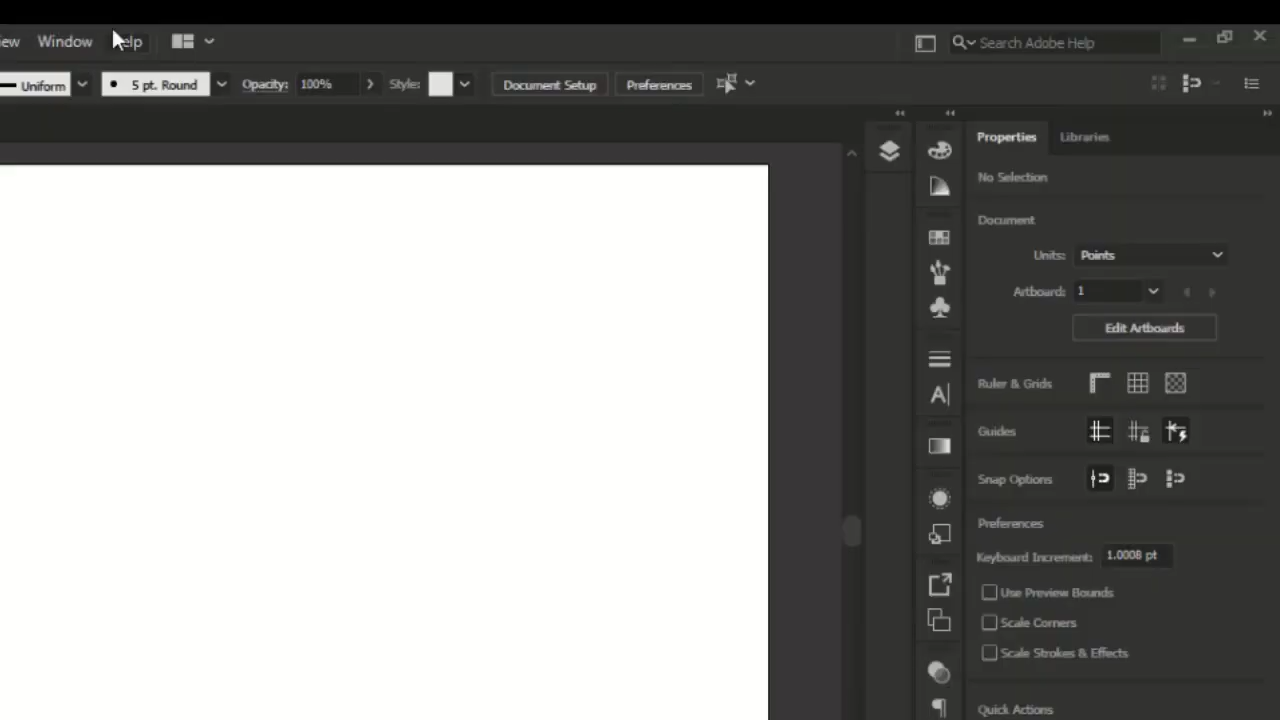 Window
Help
Search Adobe Help
Uniform
5 pt. Round
Opacity:
100%
Style:
Document Setup
Preferences
Properties
Libraries
No Selection
Document
Units:
Points
Artboard:
1
Edit Artboards
Ruler & Grids
Guides
Snap Options
Preferences
Keyboard Increment:
1.0008 pt
Use Preview Bounds
Scale Corners
Scale Strokes & Effects
Quick Actions